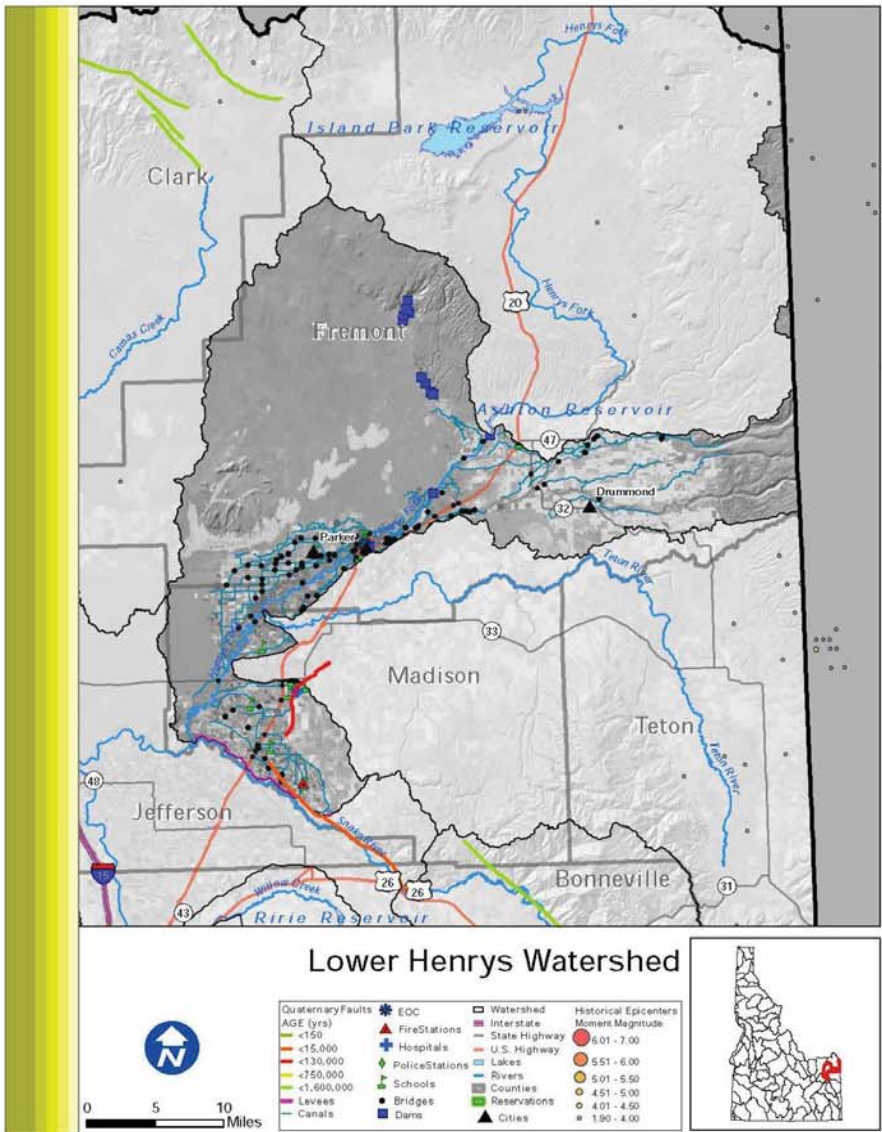 Henrys Fork
Island Park Reservoir
Clark
20
Henrys Fork
Camas Creek
Fremont
Ashton Reservoir
47
Drummond
32
Parker
Teton River
33
Madison
Teton
Teton River
48
Jefferson
Snake River
15
26
26
Bonneville
31
Willow Creek
43
Ririe Reservoir
Lower Henrys Watershed
N
0 5 10
Miles
Quaternary Faults
AGE (yrs)
<150
<15,000
<130,000
<750,000
<1,600,000
Levees
Canals
EOC
FireStations
Hospitals
PoliceStations
Schools
Bridges
Dams
Watershed
Interstate
State Highway
U.S. Highway
Lakes
Rivers
Counties
Reservations
Cities
Historical Epicenters
Moment Magnitude
6.01 - 7.00
5.51 - 6.00
5.01 - 5.50
4.51 - 5.00
4.01 - 4.50
1.90 - 4.00